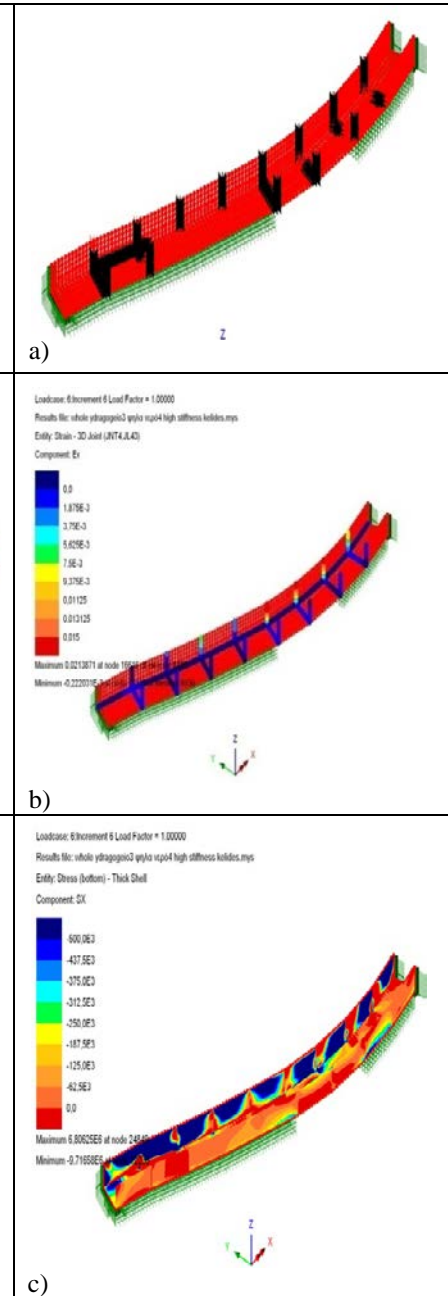 Z
a)
Loadcase: 6:Increment 6 Load Factor = 1.00000
Results file: whole ydragogeio3 ψηλο νερό4 high stiffness kolides.mys
Entity: Strain - 3D Joint (JNT4,JL43)
Component: Ex
0,0
1,875E-3
3,75E-3
5,625E-3
7,5E-3
9,375E-3
0,01125
0,013125
0,015
Maximum 0,0213871 at node
Minimum
Z
Y
X
b)
Loadcase: 6:Increment 6 Load Factor = 1.00000
Results file: whole ydragogeio3 ψηλο νερό4 high stiffness kolides.mys
Entity: Stress (bottom) - Thick Shell
Component: SX
-500,0E3
-437,5E3
-375,0E3
-312,5E3
-250,0E3
-187,5E3
-125,0E3
-62,5E3
0,0
Maximum 6,80625E6 at node
Minimum -9,71658E6
Z
Y
X
c)